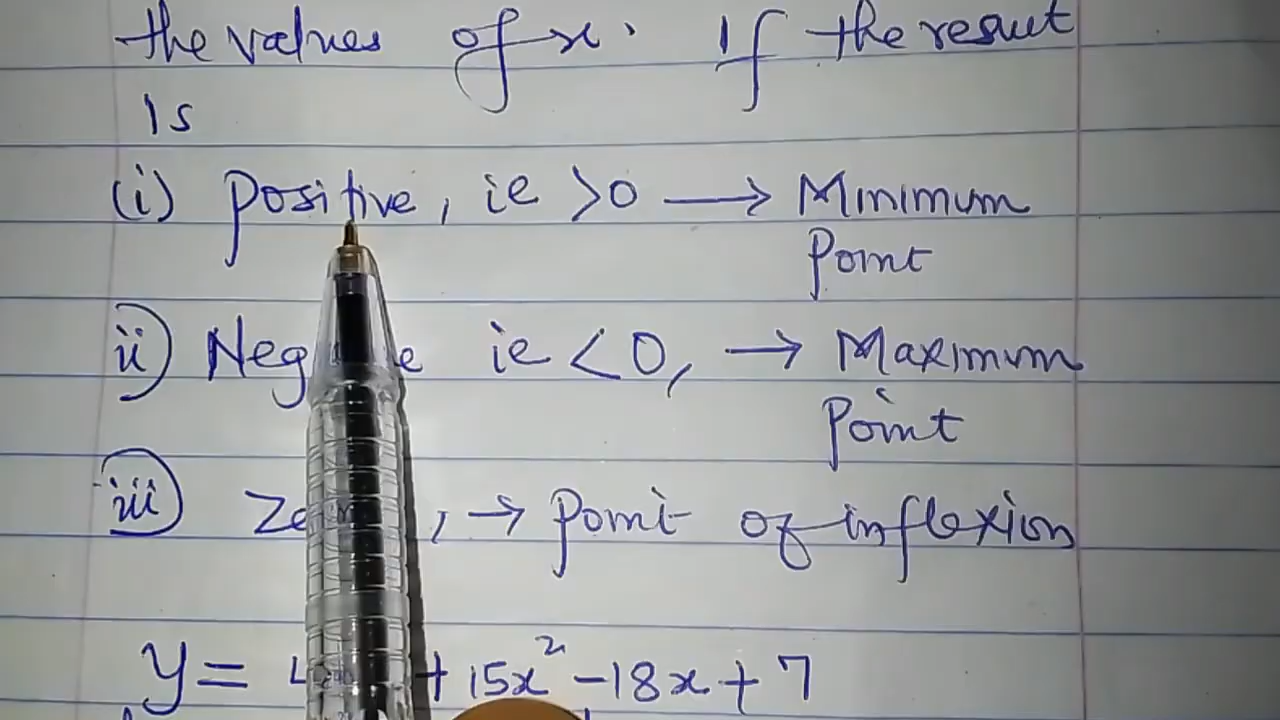 the values of x. If the result
is
(i) Positive, ie >0 → Minimum
Point
ii) ie < 0, → Maximum
Point
iii) , → Point of inflexion
y = + 15x² - 18x + 7